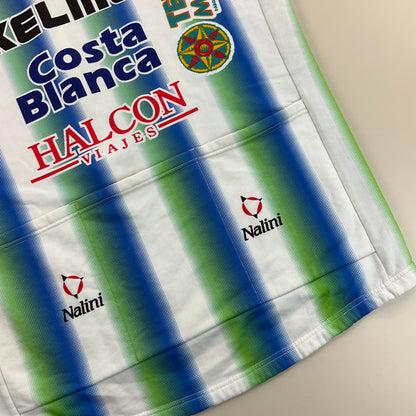 Costa
Blanca
HALCON
VIAJES
Nalini
Nalini